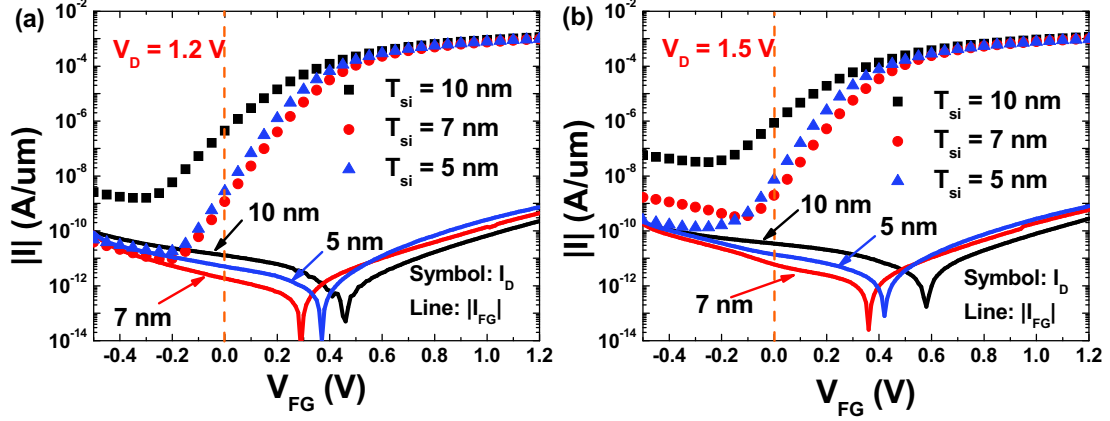 (a)
V_D = 1.2 V
T_si = 10 nm
T_si = 7 nm
T_si = 5 nm
10 nm
5 nm
7 nm
Symbol: I_D
Line: |I_FG|
|I| (A/um)
10^-2
10^-4
10^-6
10^-8
10^-10
10^-12
10^-14
-0.4 -0.2 0.0 0.2 0.4 0.6 0.8 1.0 1.2
V_FG (V)
(b)
V_D = 1.5 V
T_si = 10 nm
T_si = 7 nm
T_si = 5 nm
10 nm
5 nm
7 nm
Symbol: I_D
Line: |I_FG|
|I| (A/um)
10^-2
10^-4
10^-6
10^-8
10^-10
10^-12
10^-14
-0.4 -0.2 0.0 0.2 0.4 0.6 0.8 1.0 1.2
V_FG (V)